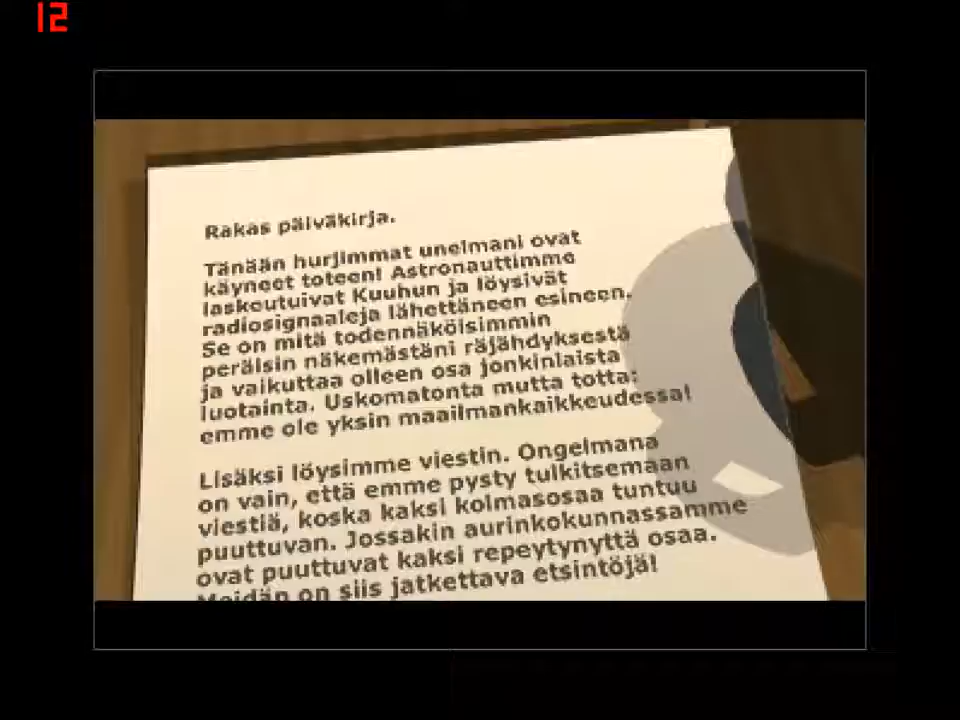 12
Rakas päiväkirja.
Tänään hurjimmat unelmani ovat
käyneet toteen! Astronauttimme
laskeutuivat Kuuhun ja löysivät
radiosignaaleja lähettäneen esineen.
Se on mitä todennäköisimmin
peräisin näkemästäni räjähdyksestä
ja vaikuttaa olleen osa jonkinlaista
luotainta. Uskomatonta mutta totta:
emme ole yksin maailmankaikkeudessa!
Lisäksi löysimme viestin. Ongelmana
on vain, että emme pysty tulkitsemaan
viestiä, koska kaksi kolmasosaa tuntuu
puuttuvan. Jossakin aurinkokunnassamme
ovat puuttuvat kaksi repeytynyttä osaa.
Meidän on siis jatkettava etsintöjä!